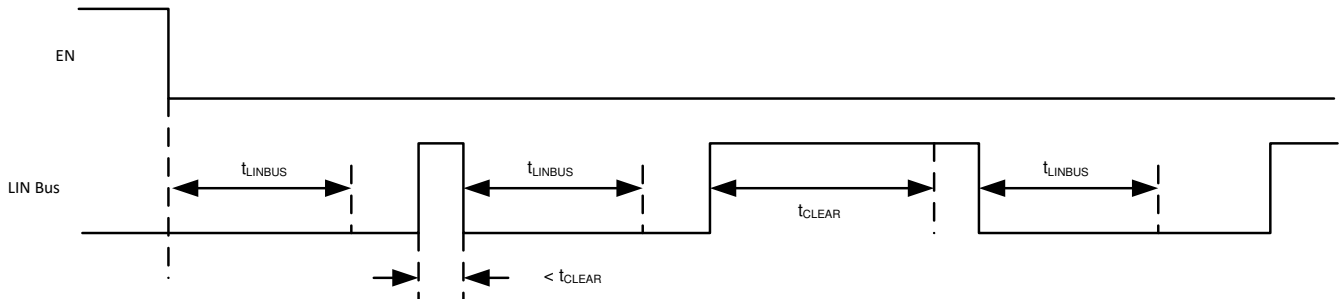 EN
LIN Bus
tLINBUS
tLINBUS
tCLEAR
tLINBUS
< tCLEAR